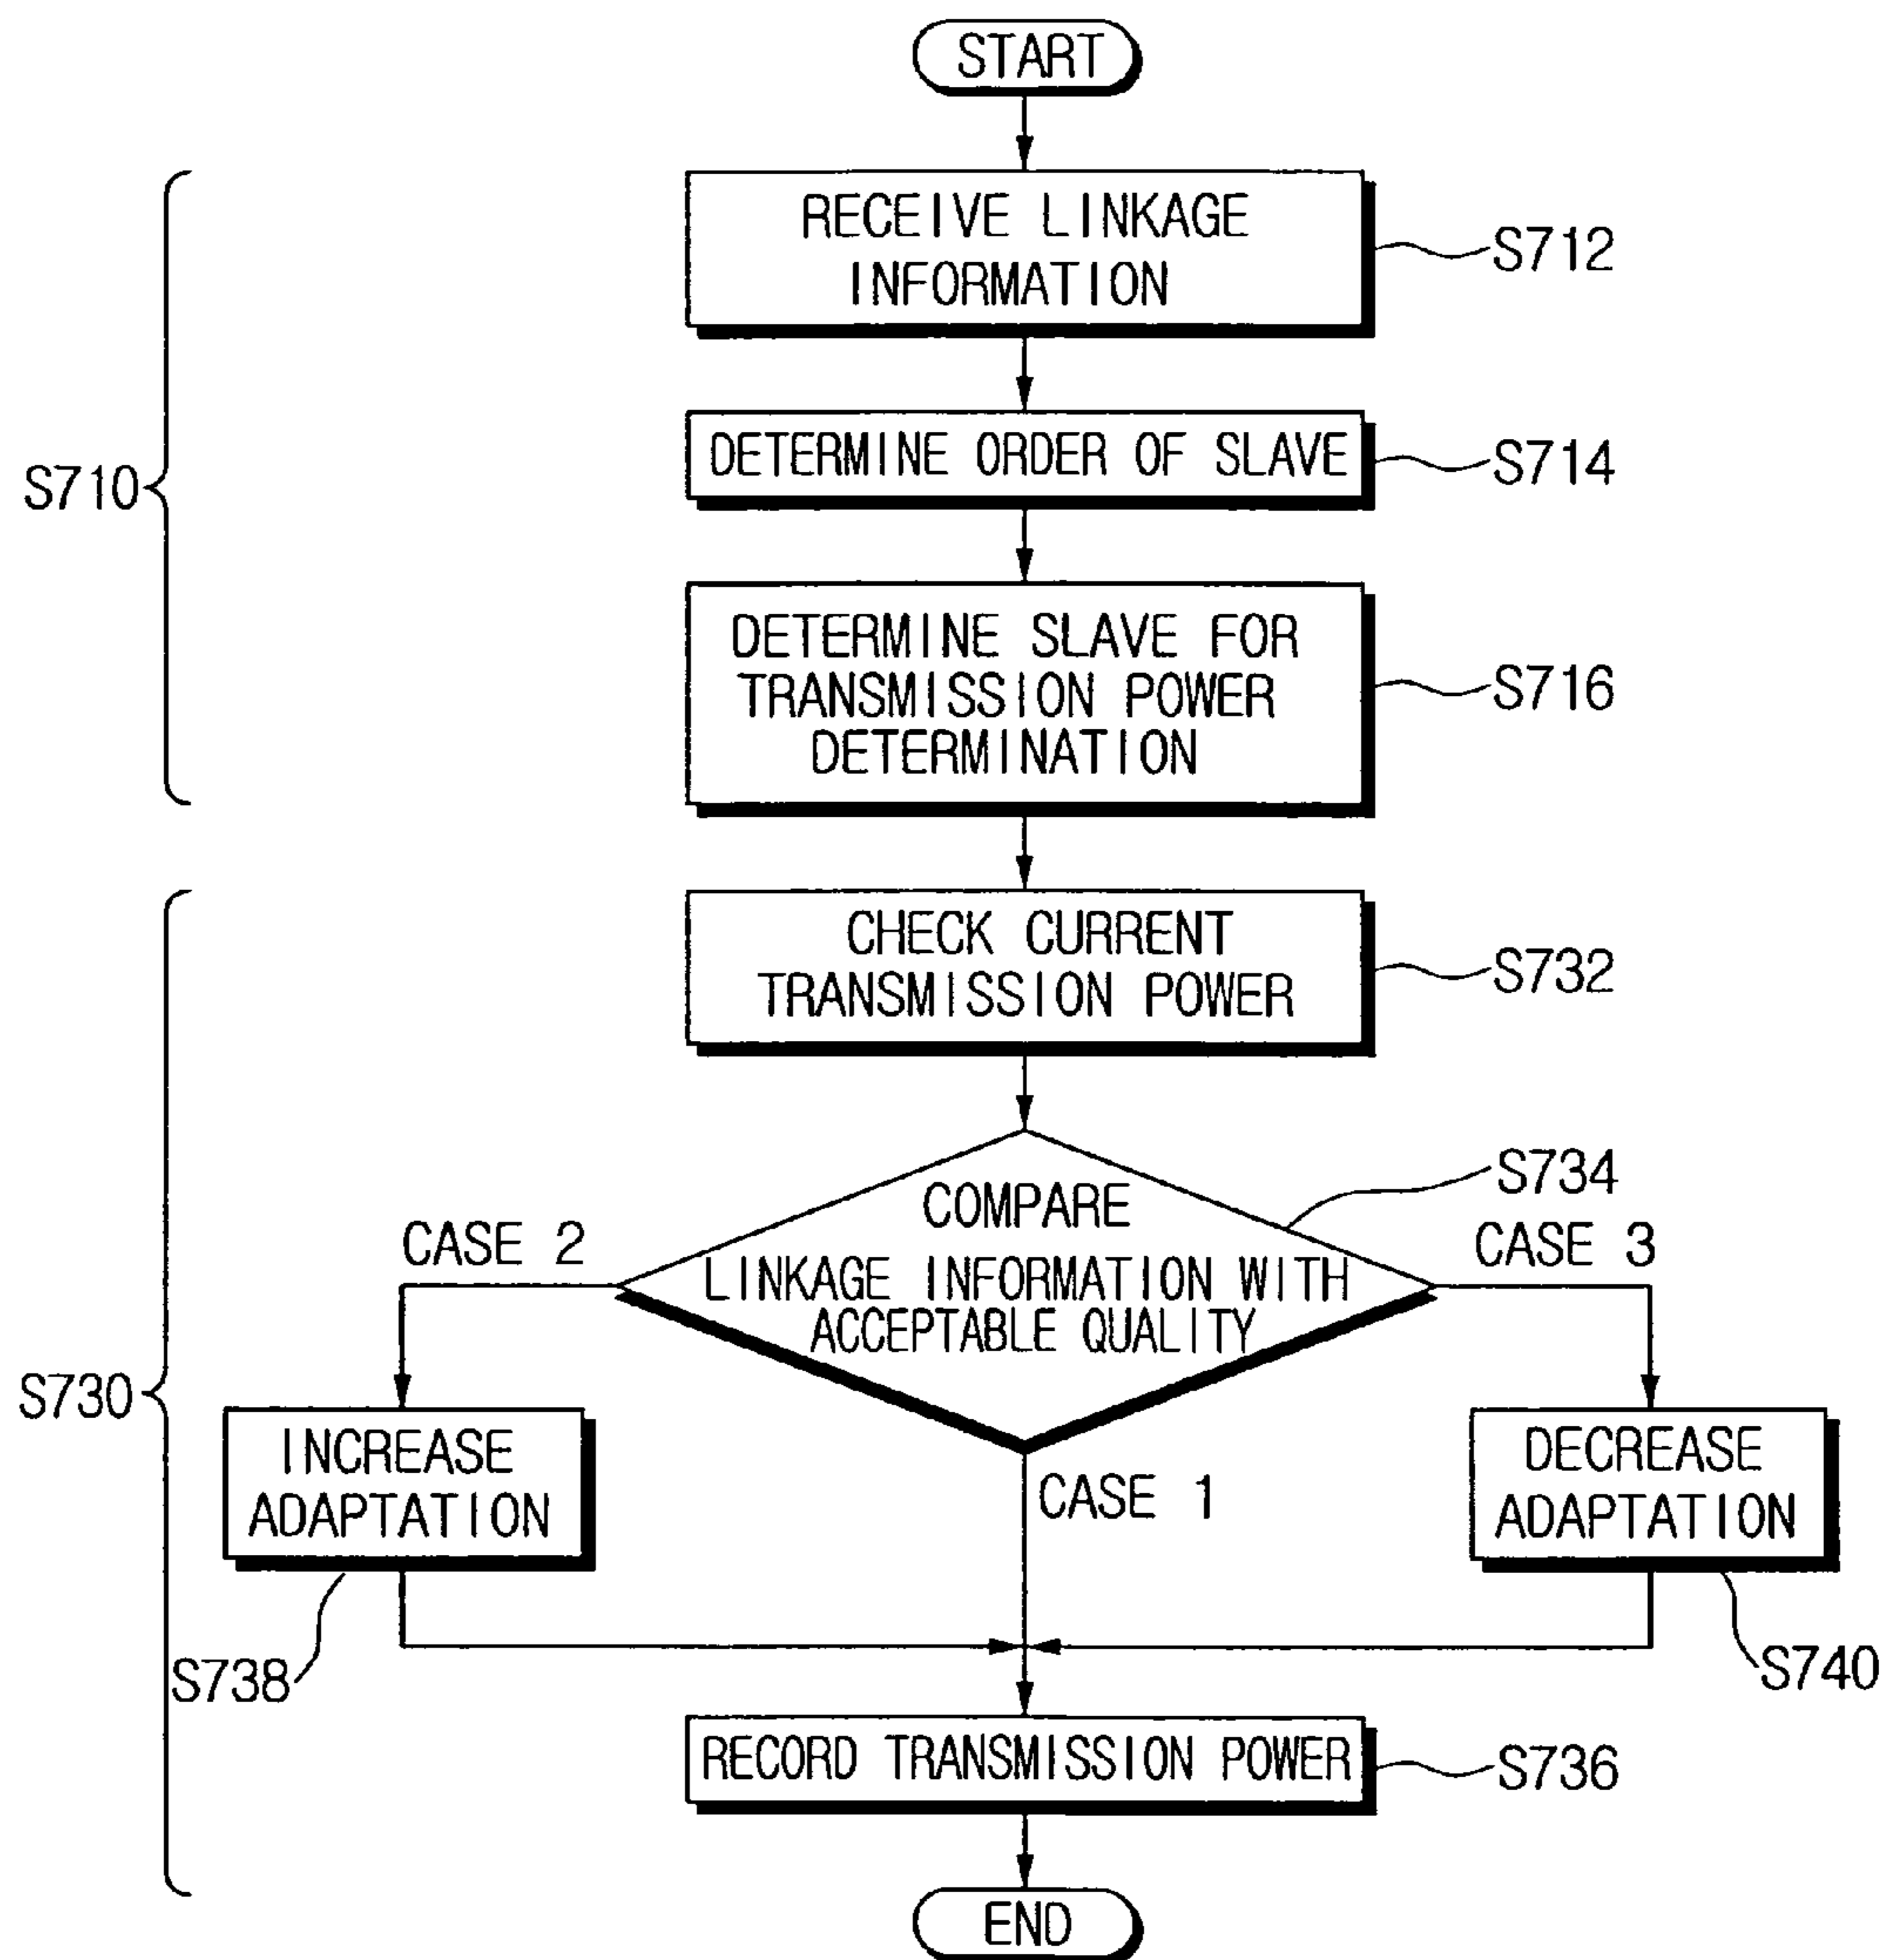 START
RECEIVE LINKAGE
INFORMATION
S712
DETERMINE ORDER OF SLAVE
S714
S710
DETERMINE SLAVE FOR
TRANSMISSION POWER
DETERMINATION
S716
CHECK CURRENT
TRANSMISSION POWER
S732
S734
COMPARE
LINKAGE INFORMATION WITH
ACCEPTABLE QUALITY
CASE 2
CASE 3
S730
INCREASE
ADAPTATION
CASE 1
DECREASE
ADAPTATION
S738
S740
RECORD TRANSMISSION POWER
S736
END